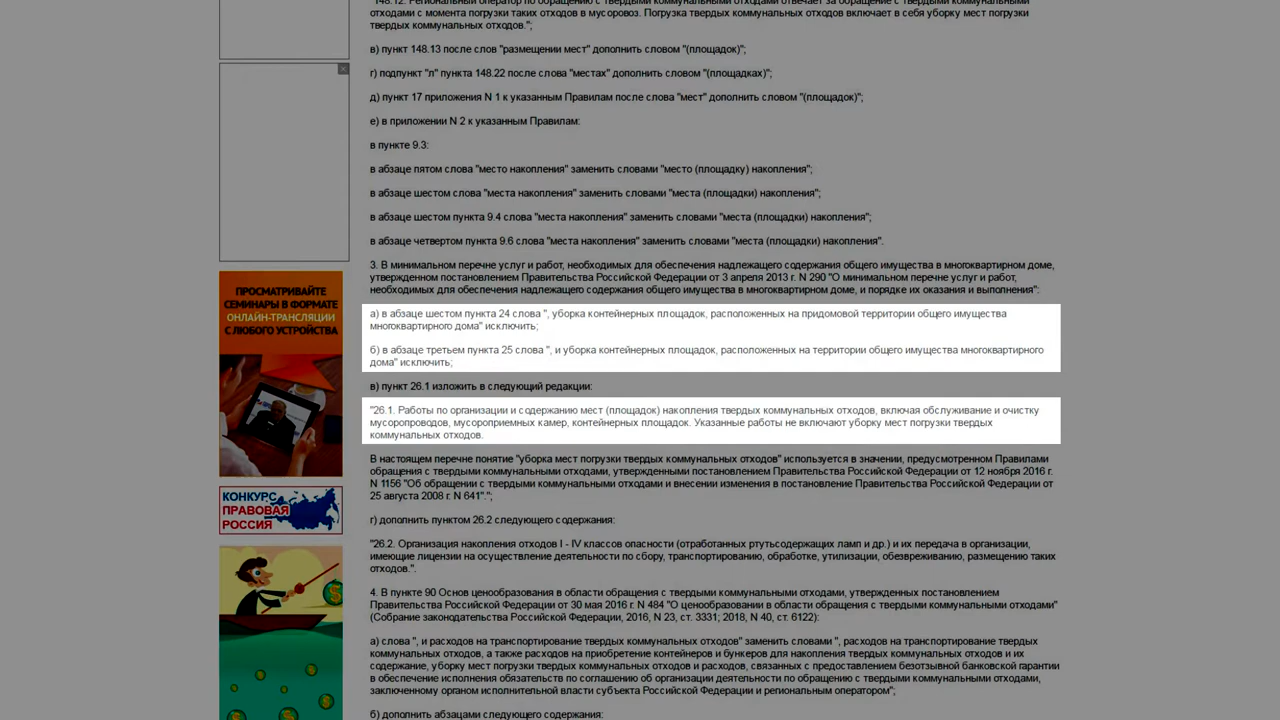 "148.12. Региональный оператор по обращению с твердыми коммунальными отходами отвечает за обращение с твердыми коммунальными
отходами с момента погрузки таких отходов в мусоровоз. Погрузка твердых коммунальных отходов включает в себя уборку мест погрузки
твердых коммунальных отходов.";
в) пункт 148.13 после слов "размещении мест" дополнить словом "(площадок)";
г) подпункт "л" пункта 148.22 после слова "местах" дополнить словом "(площадках)";
д) пункт 17 приложения N 1 к указанным Правилам после слова "мест" дополнить словом "(площадок)";
е) в приложении N 2 к указанным Правилам:
в пункте 9.3:
в абзаце пятом слова "место накопления" заменить словами "место (площадку) накопления";
в абзаце шестом слова "места накопления" заменить словами "места (площадки) накопления";
в абзаце шестом пункта 9.4 слова "места накопления" заменить словами "места (площадки) накопления";
в абзаце четвертом пункта 9.6 слова "места накопления" заменить словами "места (площадки) накопления".
3. В минимальном перечне услуг и работ, необходимых для обеспечения надлежащего содержания общего имущества в многоквартирном доме,
утвержденном постановлением Правительства Российской Федерации от 3 апреля 2013 г. N 290 "О минимальном перечне услуг и работ,
необходимых для обеспечения надлежащего содержания общего имущества в многоквартирном доме, и порядке их оказания и выполнения":
а) в абзаце шестом пункта 24 слова ", уборка контейнерных площадок, расположенных на придомовой территории общего имущества
многоквартирного дома" исключить;
б) в абзаце третьем пункта 25 слова ", и уборка контейнерных площадок, расположенных на территории общего имущества многоквартирного
дома" исключить;
в) пункт 26.1 изложить в следующей редакции:
"26.1. Работы по организации и содержанию мест (площадок) накопления твердых коммунальных отходов, включая обслуживание и очистку
мусоропроводов, мусороприемных камер, контейнерных площадок. Указанные работы не включают уборку мест погрузки твердых
коммунальных отходов.
В настоящем перечне понятие "уборка мест погрузки твердых коммунальных отходов" используется в значении, предусмотренном Правилами
обращения с твердыми коммунальными отходами, утвержденными постановлением Правительства Российской Федерации от 12 ноября 2016 г.
N 1156 "Об обращении с твердыми коммунальными отходами и внесении изменения в постановление Правительства Российской Федерации от
25 августа 2008 г. N 641".";
г) дополнить пунктом 26.2 следующего содержания:
"26.2. Организация накопления отходов I - IV классов опасности (отработанных ртутьсодержащих ламп и др.) и их передача в организации,
имеющие лицензии на осуществление деятельности по сбору, транспортированию, обработке, утилизации, обезвреживанию, размещению таких
отходов.".
4. В пункте 90 Основ ценообразования в области обращения с твердыми коммунальными отходами, утвержденных постановлением
Правительства Российской Федерации от 30 мая 2016 г. N 484 "О ценообразовании в области обращения с твердыми коммунальными отходами"
(Собрание законодательства Российской Федерации, 2016, N 23, ст. 3331; 2018, N 40, ст. 6122):
а) слова ", и расходов на транспортирование твердых коммунальных отходов" заменить словами ", расходов на транспортирование твердых
коммунальных отходов, а также расходов на приобретение контейнеров и бункеров для накопления твердых коммунальных отходов и их
содержание, уборку мест погрузки твердых коммунальных отходов и расходов, связанных с предоставлением безотзывной банковской гарантии
в обеспечение исполнения обязательств по соглашению об организации деятельности по обращению с твердыми коммунальными отходами,
заключенному органом исполнительной власти субъекта Российской Федерации и региональным оператором";
б) дополнить абзацами следующего содержания:
ПРОСМАТРИВАЙТЕ
СЕМИНАРЫ В ФОРМАТЕ
ОНЛАЙН-ТРАНСЛЯЦИИ
С ЛЮБОГО УСТРОЙСТВА
КОНКУРС
ПРАВОВАЯ
РОССИЯ